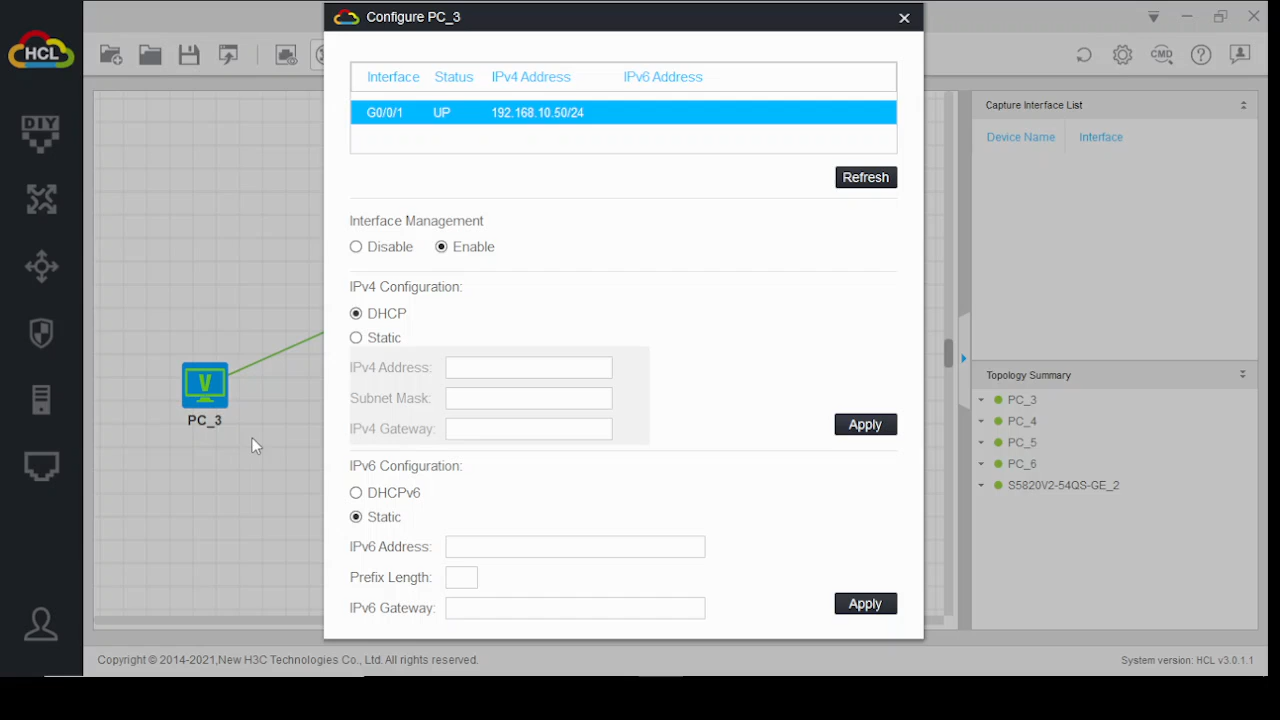 Configure PC_3
HCL
Interface Status IPv4 Address IPv6 Address
G0/0/1 UP 192.168.10.50/24
Refresh
Interface Management
Disable Enable
IPv4 Configuration:
DHCP
Static
IPv4 Address:
Subnet Mask:
IPv4 Gateway:
Apply
IPv6 Configuration:
DHCPv6
Static
IPv6 Address:
Prefix Length:
IPv6 Gateway:
Apply
DIY
V
PC_3
CMD
Capture Interface List
Device Name Interface
Topology Summary
PC_3
PC_4
PC_5
PC_6
S5820V2-54QS-GE_2
Copyright © 2014-2021,New H3C Technologies Co., Ltd. All rights reserved.
System version: HCL v3.0.1.1